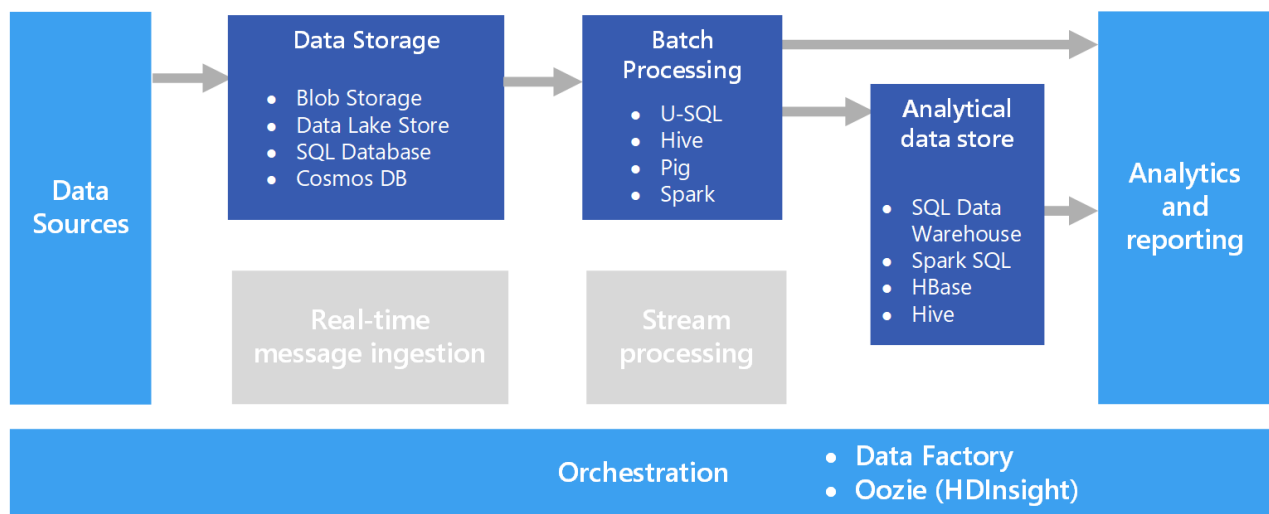 Data
Sources
Data Storage
• Blob Storage
• Data Lake Store
• SQL Database
• Cosmos DB
Batch
Processing
• U-SQL
• Hive
• Pig
• Spark
Analytical
data store
• SQL Data
Warehouse
• Spark SQL
• HBase
• Hive
Analytics
and
reporting
Real-time
message ingestion
Stream
processing
Orchestration
• Data Factory
• Oozie (HDInsight)